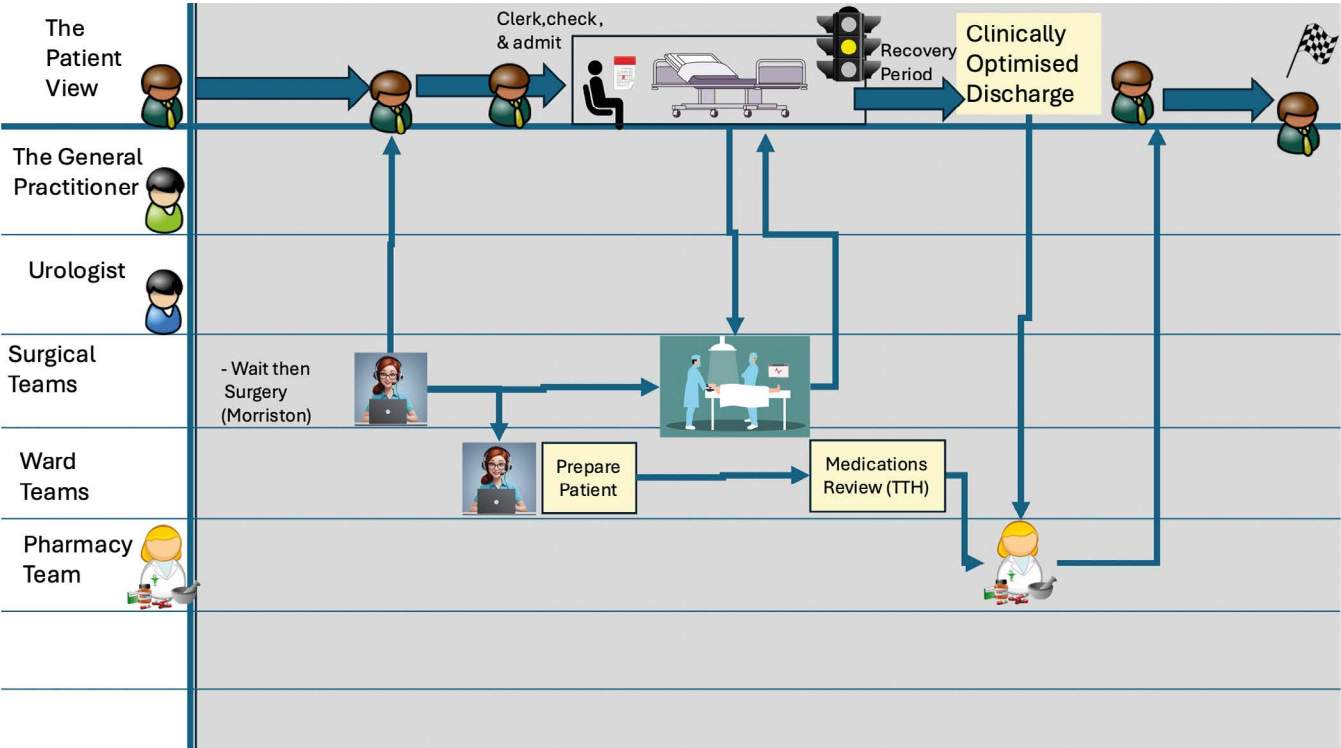 The
Patient
View
Clerk,check,
& admit
Recovery
Period
Clinically
Optimised
Discharge
The General
Practitioner
Urologist
Surgical
Teams
- Wait then
Surgery
(Morriston)
Ward
Teams
Prepare
Patient
Medications
Review (TTH)
Pharmacy
Team